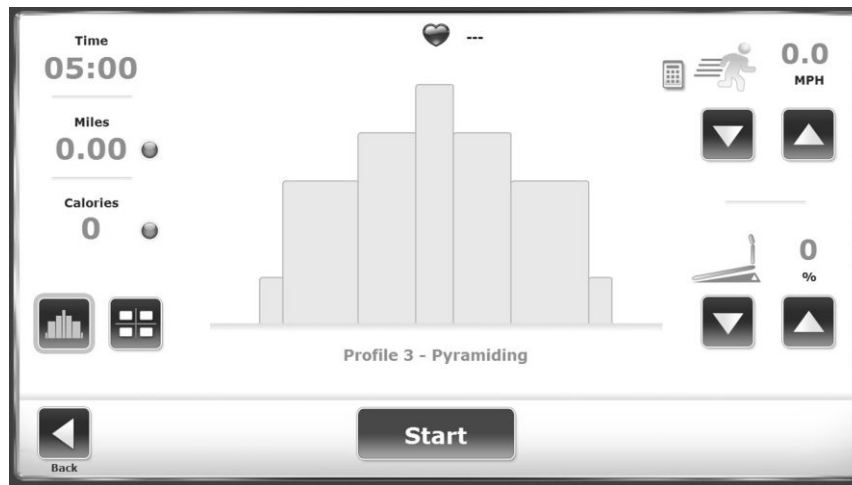 Time
05:00
Miles
0.00
Calories
0
---
0.0
MPH
0
%
Profile 3 - Pyramiding
Start
Back